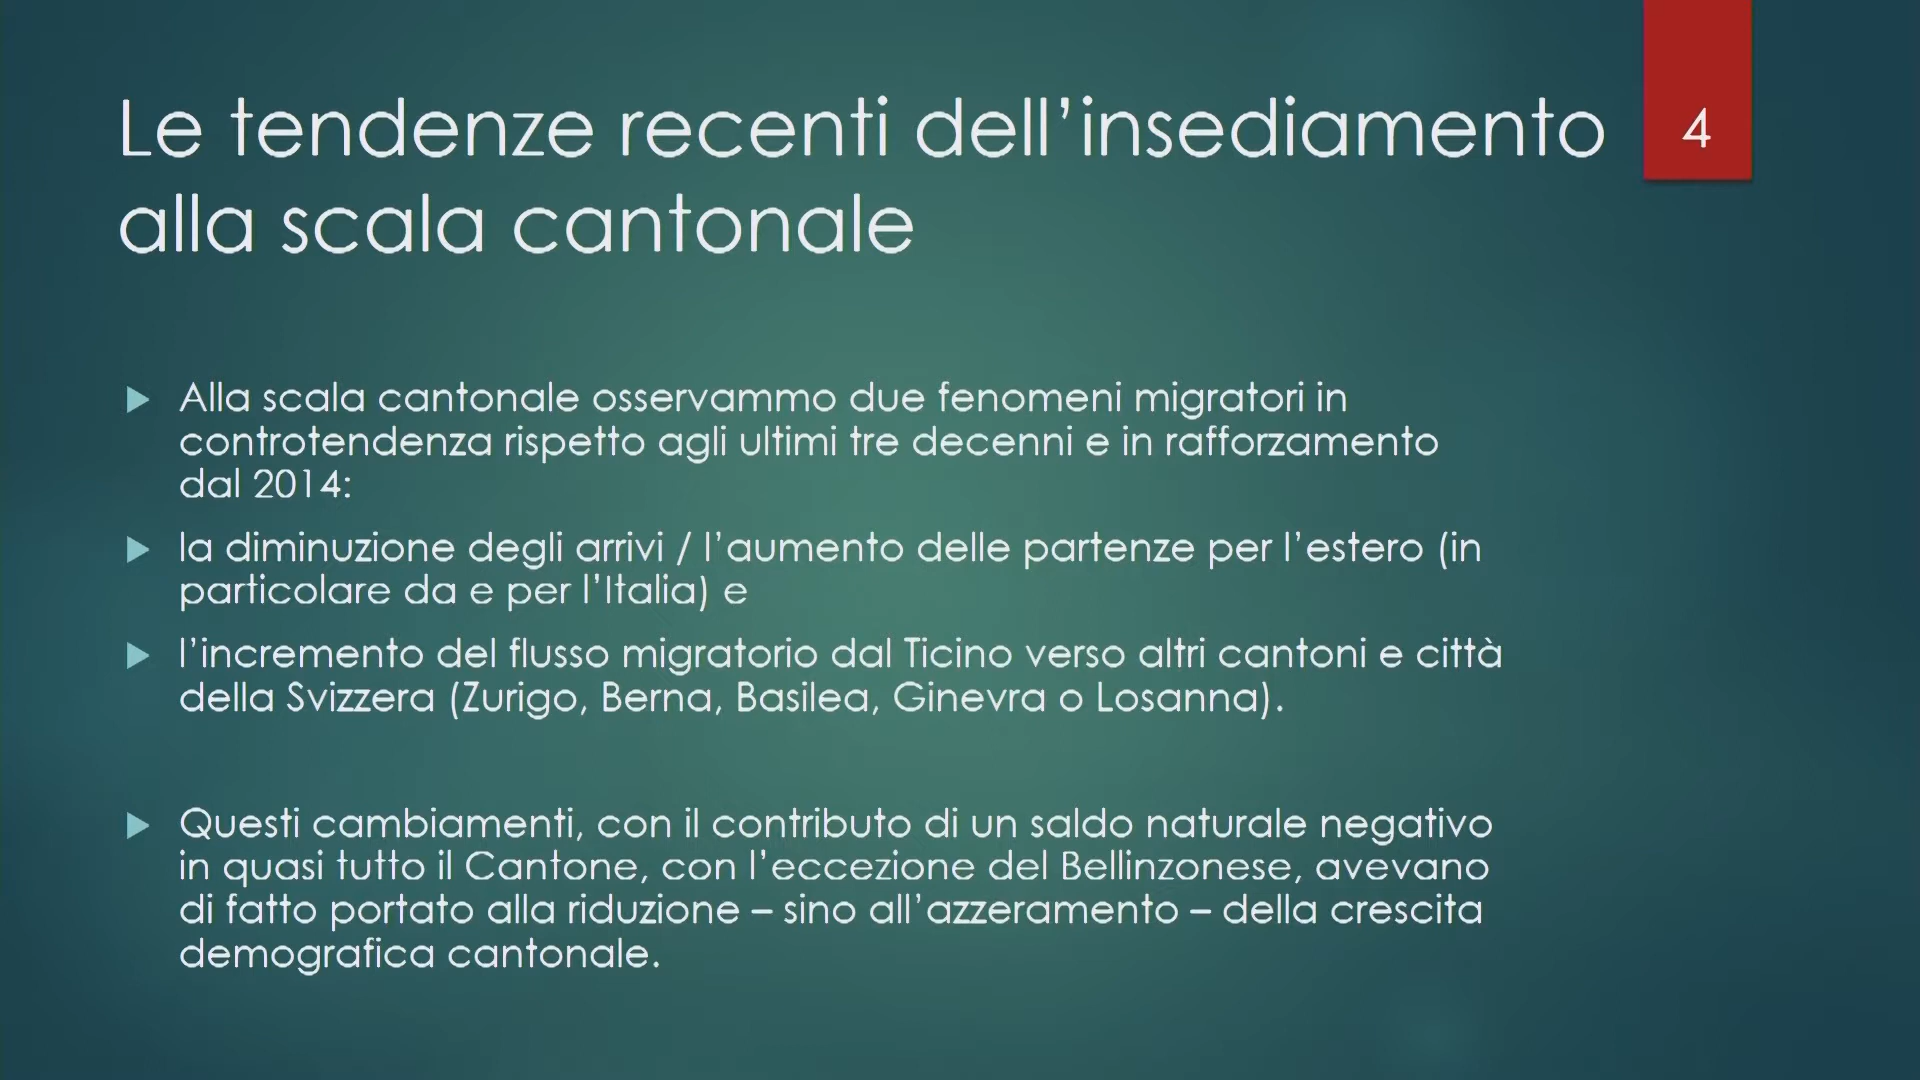 Le tendenze recenti dell’insediamento
alla scala cantonale
4
Alla scala cantonale osservammo due fenomeni migratori in
controtendenza rispetto agli ultimi tre decenni e in rafforzamento
dal 2014:
la diminuzione degli arrivi / l’aumento delle partenze per l’estero (in
particolare da e per l’Italia) e
l’incremento del flusso migratorio dal Ticino verso altri cantoni e città
della Svizzera (Zurigo, Berna, Basilea, Ginevra o Losanna).
Questi cambiamenti, con il contributo di un saldo naturale negativo
in quasi tutto il Cantone, con l’eccezione del Bellinzonese, avevano
di fatto portato alla riduzione – sino all’azzeramento – della crescita
demografica cantonale.